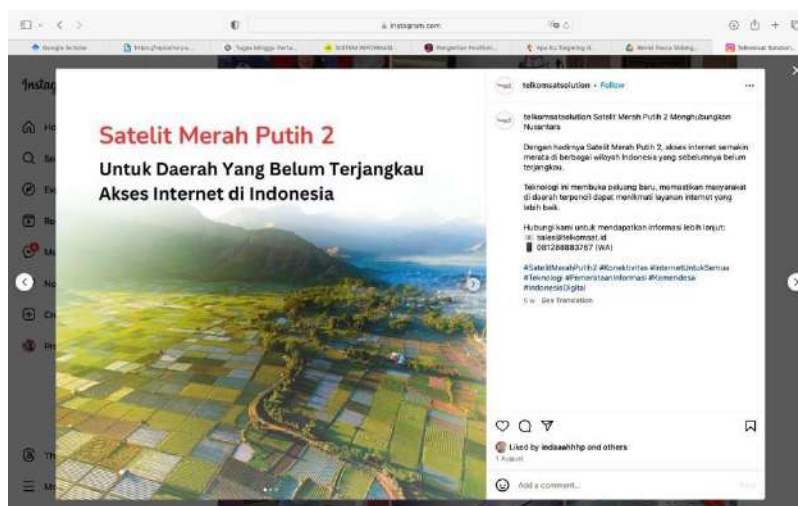 instagram.com
Google Scholar
Instag
telkomsatsolution • Follow
Satelit Merah Putih 2
Untuk Daerah Yang Belum Terjangkau
Akses Internet di Indonesia
telkomsatsolution Satelit Merah Putih 2 Menghubungkan
Nusantara
Dengan hadirnya Satelit Merah Putih 2, akses internet semakin
merata di berbagai wilayah Indonesia yang sebelumnya belum
terjangkau.
Teknologi ini membuka peluang baru, memastikan masyarakat
di daerah terpencil dapat menikmati layanan internet yang
lebih baik.
Hubungi kami untuk mendapatkan informasi lebih lanjut:
sales@telkomsat.id
081288883767 (WA)
#SatelitMerahPutih2 #Konektivitas #InternetUntukSemua
#Teknologi #PemerataanInformasi #Kemendesa
#IndonesiaDigital
See Translation
Liked by indaaahhhp and others
1 August
Add a comment...
Post